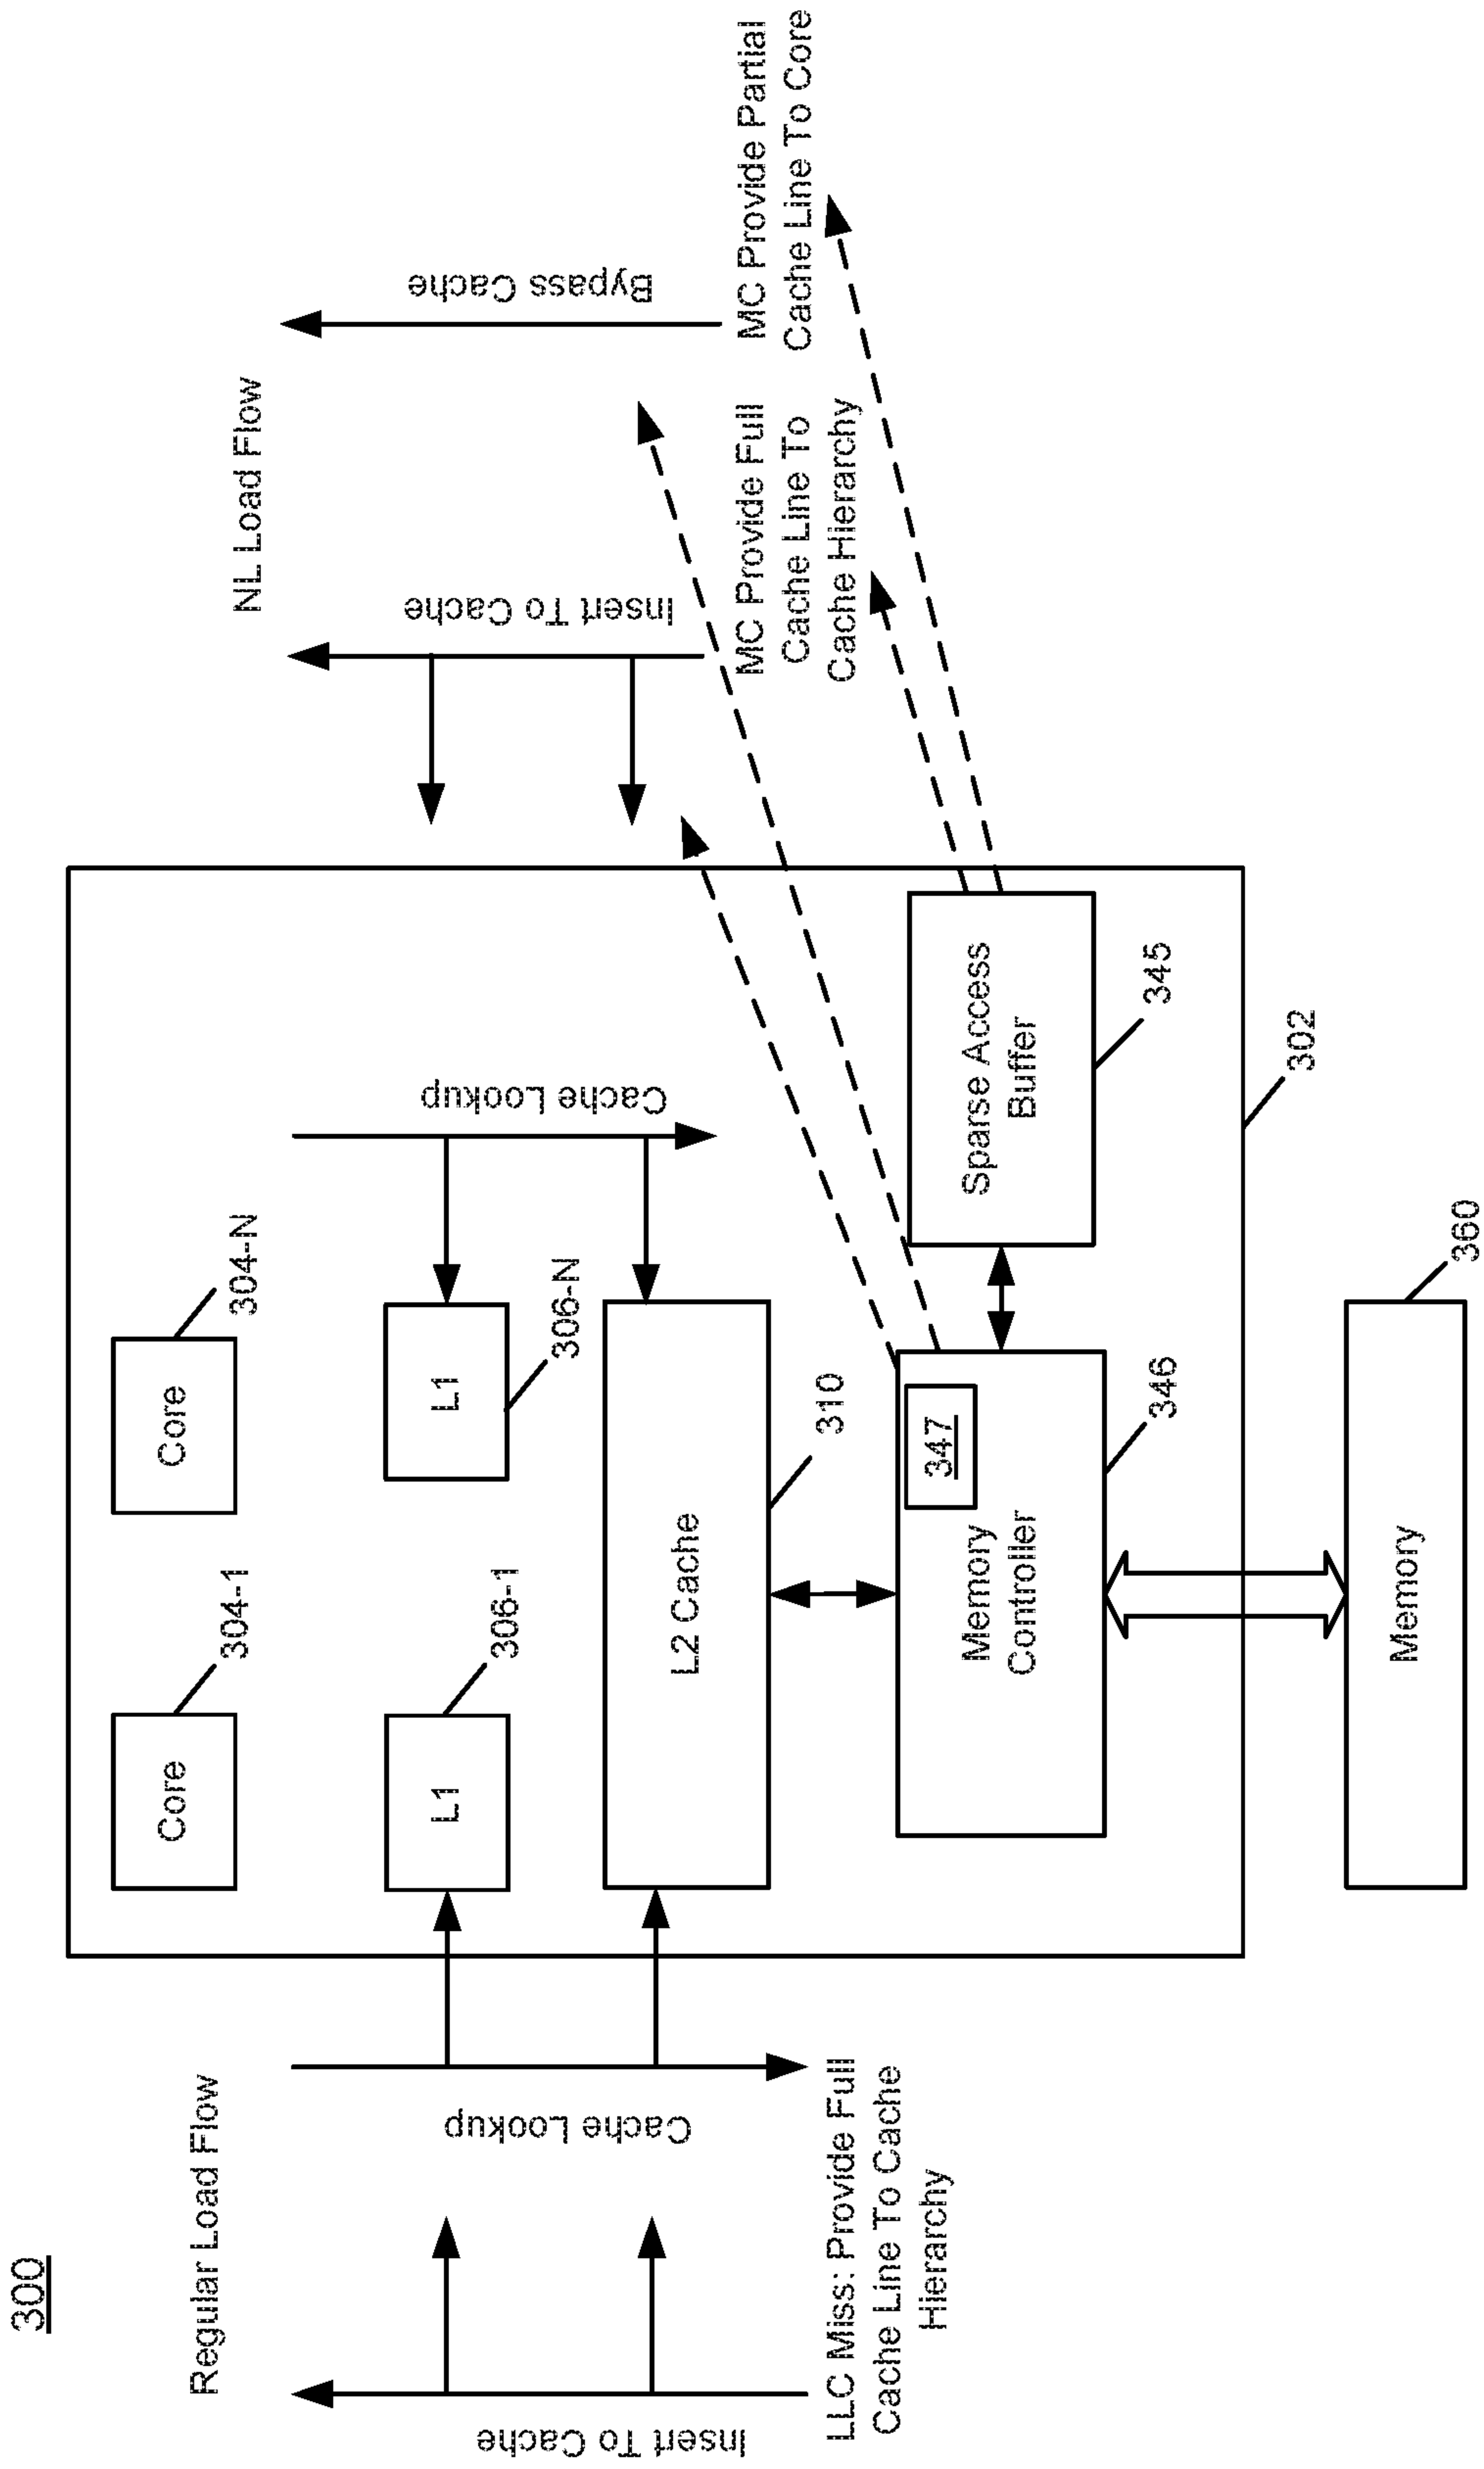 300
Regular Load Flow
NL Load Flow
Insert To Cache
Cache Lookup
LLC Miss: Provide Full
Cache Line To Cache
Hierarchy
Core
304-1
Core
304-N
L1
306-1
L1
306-N
Cache Lookup
L2 Cache
310
Memory
Controller
347
346
Sparse Access
Buffer
345
302
Memory
360
Insert To Cache
Bypass Cache
MC Provide Full
Cache Line To
Cache Hierarchy
MC Provide Partial
Cache Line To Core